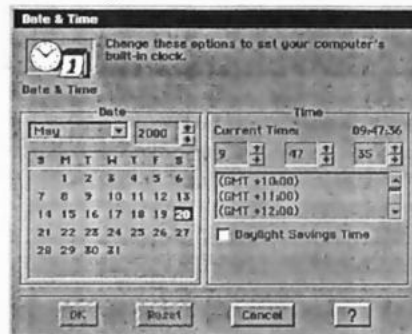 Date & Time
Change these options to set your computer's
built-in clock.
Date & Time
Date
Time
May 2000
Current Time: 09:47:36
9 47 35
S M T W T F S
1 2 3 4 5 6
7 8 9 10 11 12 13
14 15 16 17 18 19 20
21 22 23 24 25 26 27
28 29 30 31
(GMT +10:00)
(GMT +11:00)
(GMT +12:00)
Daylight Savings Time
OK Reset Cancel ?